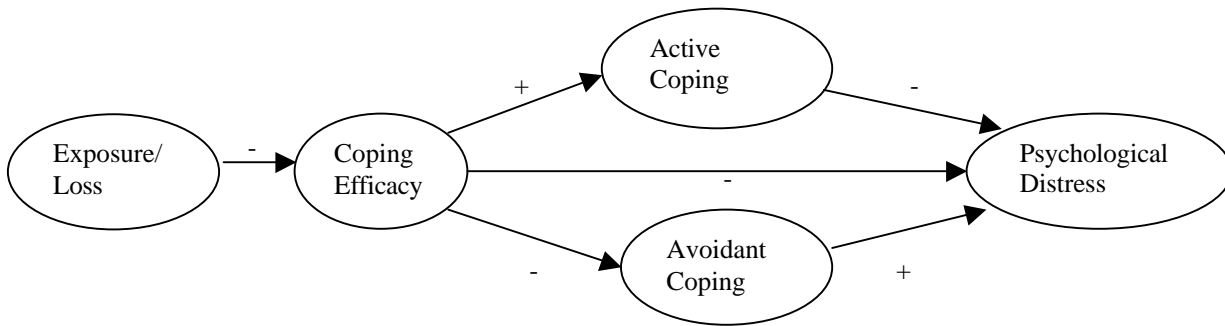 Active
Coping
+
-
Exposure/
Loss
-
Coping
Efficacy
-
Psychological
Distress
-
Avoidant
Coping
+